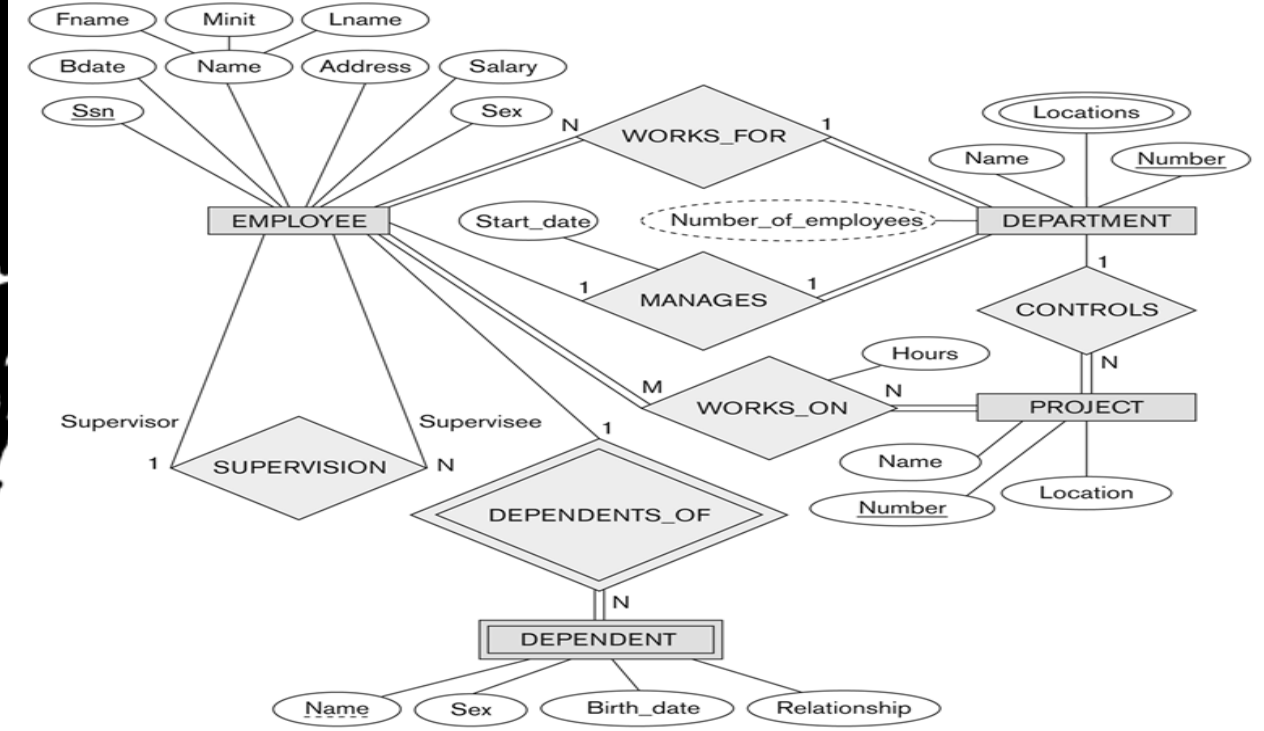 Fname Minit Lname
Bdate Name Address Salary
Ssn Sex
N WORKS_FOR 1
Locations
Name Number
EMPLOYEE Start_date Number_of_employees DEPARTMENT
1 MANAGES 1
1
CONTROLS
N
Hours
M WORKS_ON N PROJECT
Supervisor Supervisee
1 SUPERVISION N
1
Name
Number Location
DEPENDENTS_OF
N
DEPENDENT
Name Sex Birth_date Relationship